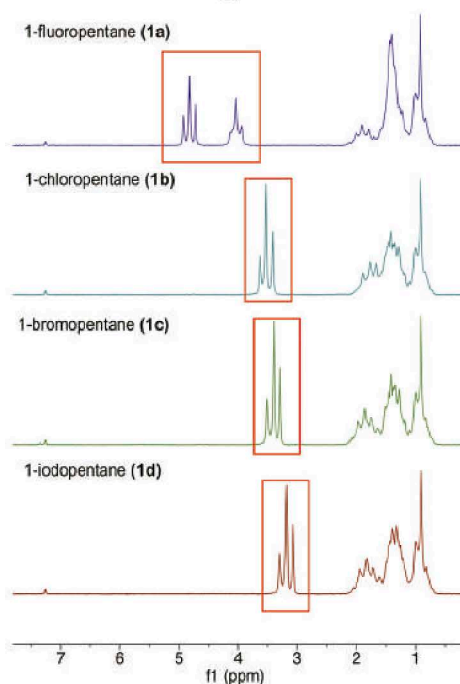 1-fluoropentane (1a)
1-chloropentane (1b)
1-bromopentane (1c)
1-iodopentane (1d)
7 6 5 4 3 2 1
f1 (ppm)